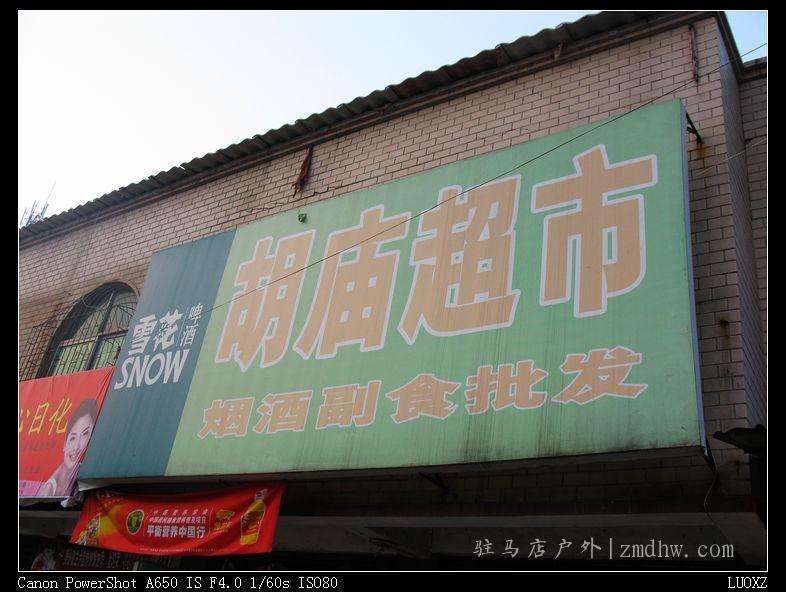 胡庙超市
雪花
啤酒
SNOW
烟酒副食批发
心日化
平衡营养中国行
驻马店户外|zmdhw.com
Canon PowerShot A650 IS F4.0 1/60s ISO80
LUOXZ